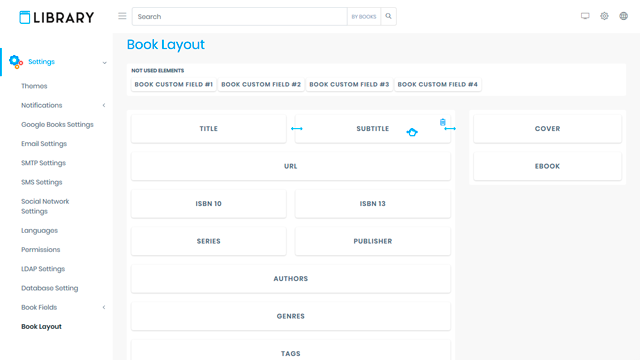 LIBRARY
Search
BY BOOKS
Book Layout
Settings
NOT USED ELEMENTS
BOOK CUSTOM FIELD #1
BOOK CUSTOM FIELD #2
BOOK CUSTOM FIELD #3
BOOK CUSTOM FIELD #4
Themes
Notifications
Google Books Settings
Email Settings
SMTP Settings
SMS Settings
Social Network
Settings
Languages
Permissions
LDAP Settings
Database Setting
Book Fields
Book Layout
TITLE
SUBTITLE
URL
ISBN 10
ISBN 13
SERIES
PUBLISHER
AUTHORS
GENRES
TAGS
COVER
EBOOK